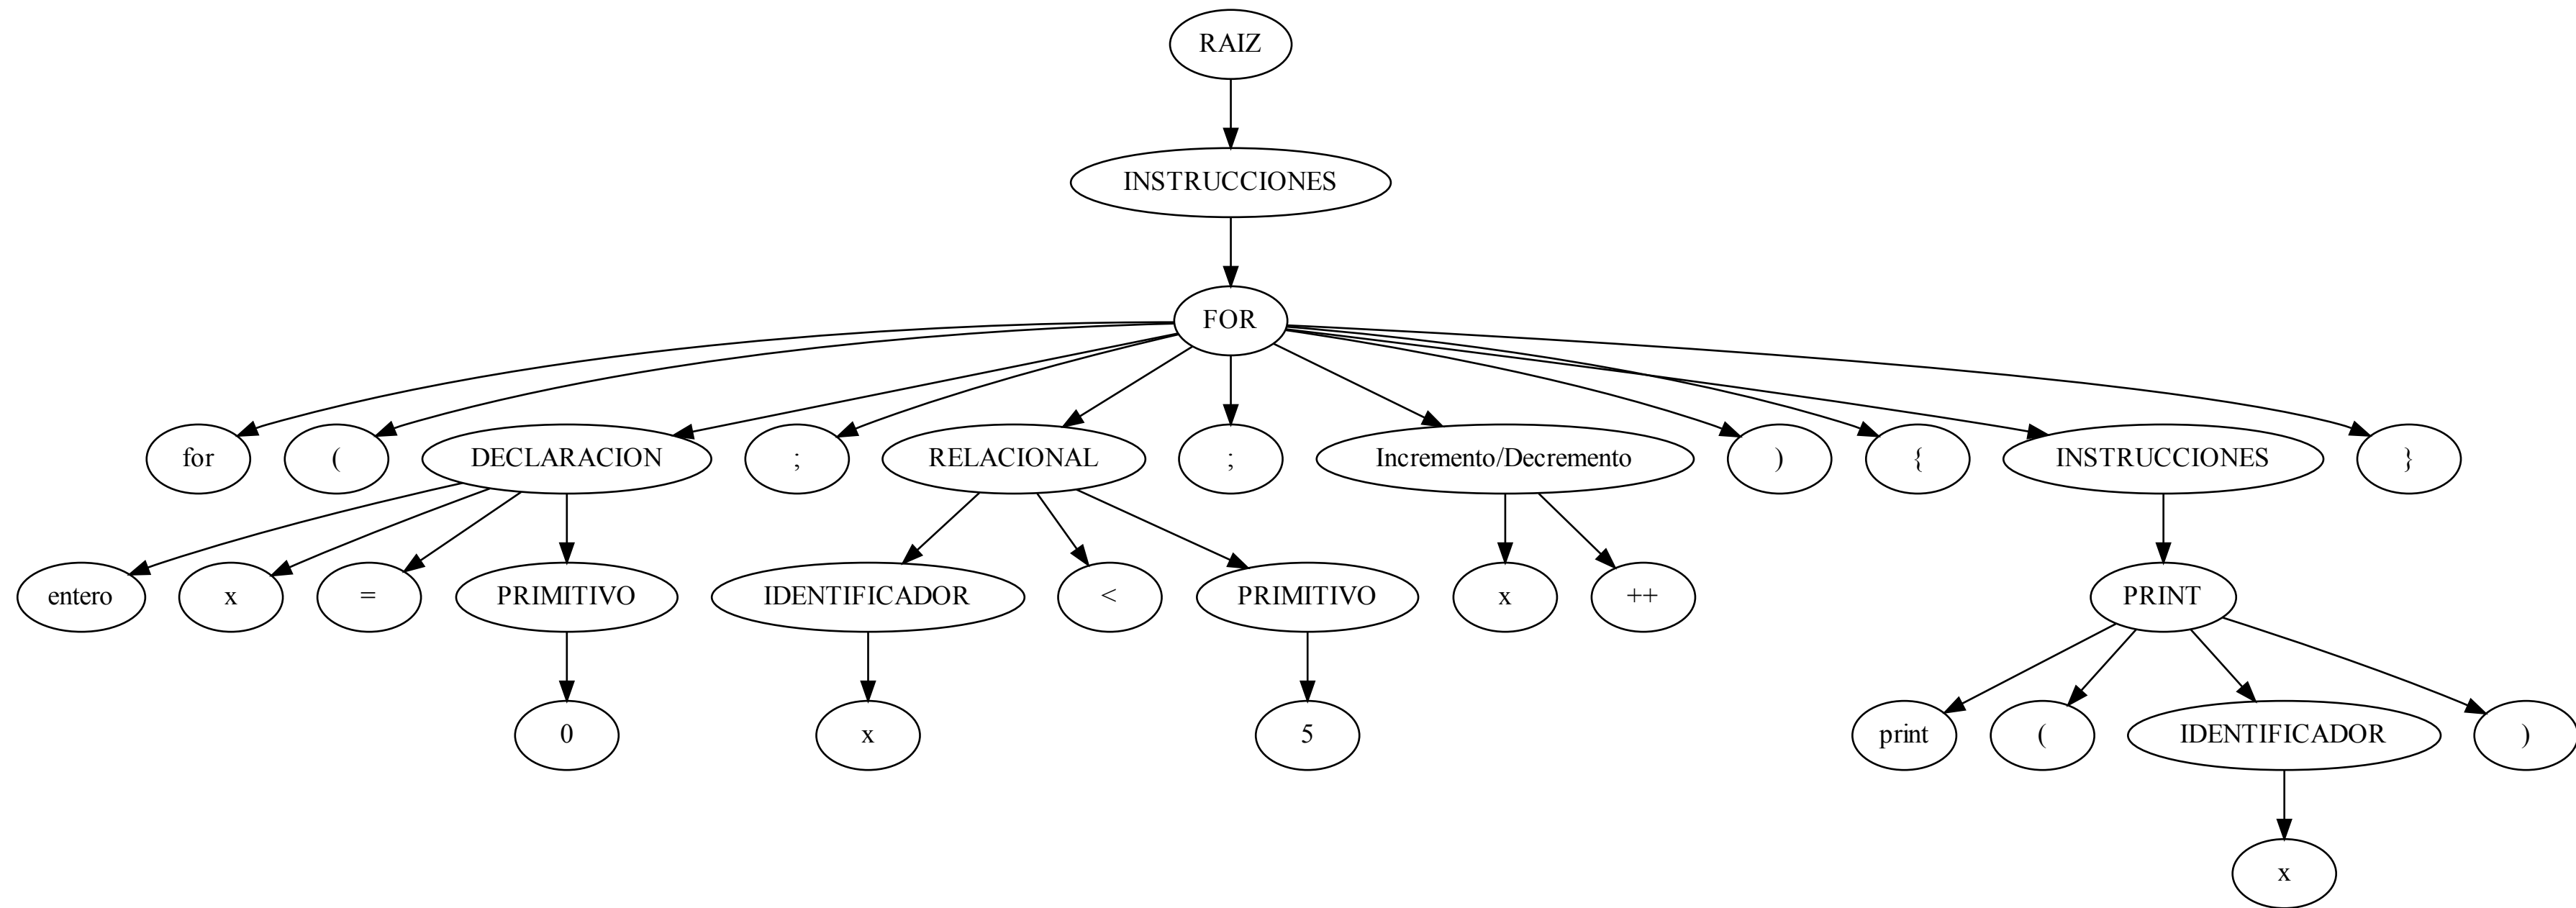 RAIZ
INSTRUCCIONES
FOR
for ( DECLARACION ; RELACIONAL ; Incremento/Decremento ) { INSTRUCCIONES }
entero x = PRIMITIVO IDENTIFICADOR < PRIMITIVO x ++ PRINT
0 x 5 print ( IDENTIFICADOR )
x